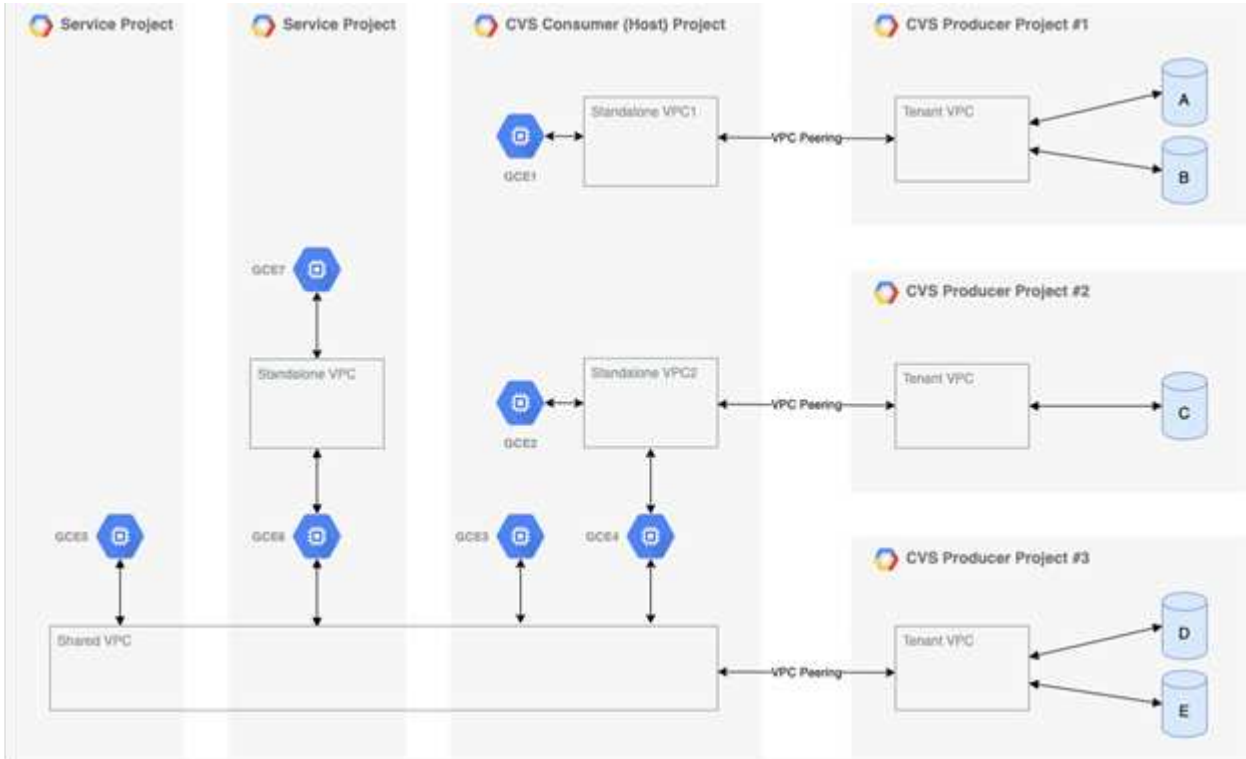 Service Project
Service Project
CVS Consumer (Host) Project
CVS Producer Project #1
Standalone VPC1
Tenant VPC
A
VPC Peering
GCE1
B
GCE7
CVS Producer Project #2
Standalone VPC
Standalone VPC2
Tenant VPC
VPC Peering
C
GCE2
GCE5
GCE6
GCE3
GCE4
CVS Producer Project #3
Shared VPC
Tenant VPC
D
VPC Peering
E